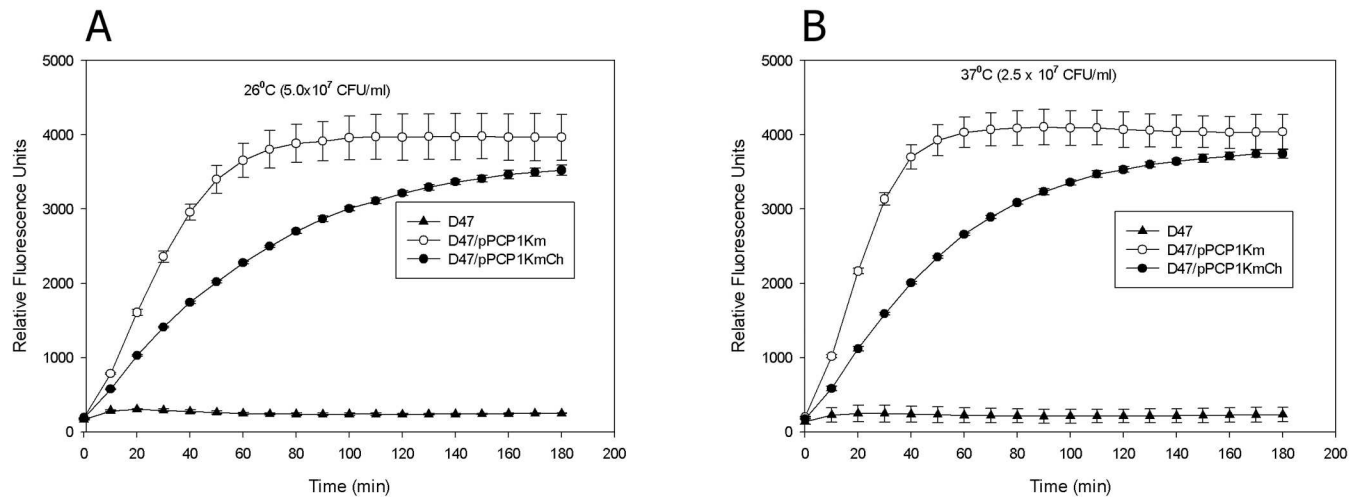 A
5000
4000
3000
2000
1000
0
Relative Fluorescence Units
26⁰C (5.0x10⁷ CFU/ml)
D47
D47/pPCP1Km
D47/pPCP1KmCh
0 20 40 60 80 100 120 140 160 180 200
Time (min)
B
5000
4000
3000
2000
1000
0
Relative Fluorescence Units
37⁰C (2.5 x 10⁷ CFU/ml)
D47
D47/pPCP1Km
D47/pPCP1KmCh
0 20 40 60 80 100 120 140 160 180 200
Time (min)